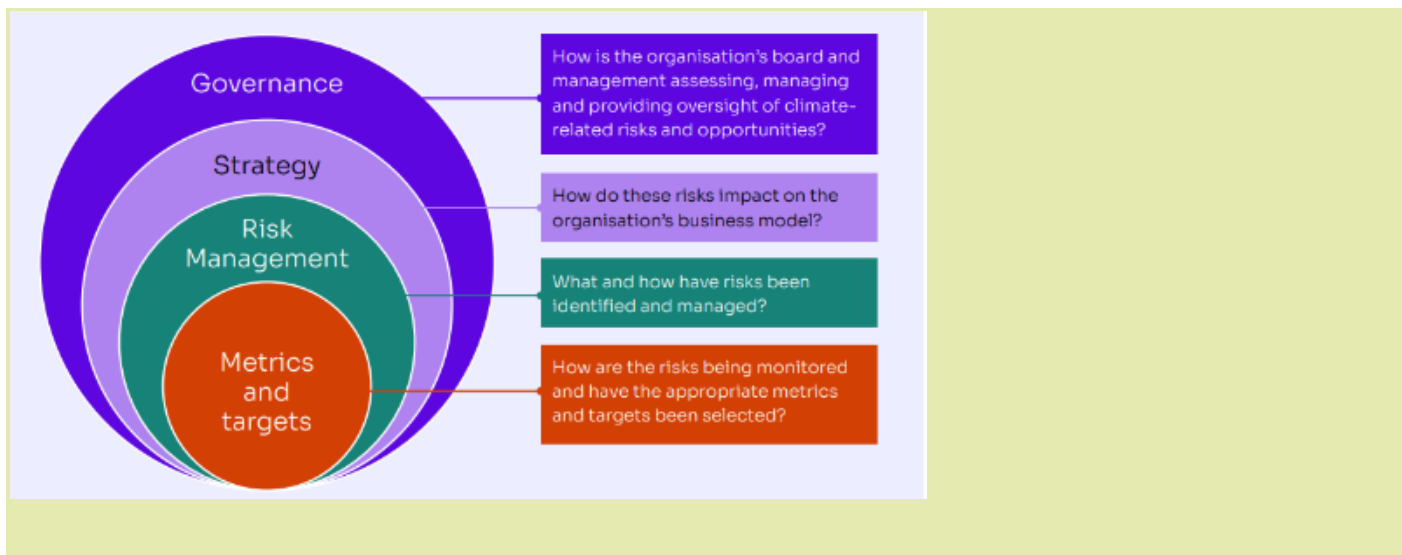 Governance
How is the organisation's board and
management assessing, managing
and providing oversight of climate-
related risks and opportunities?
Strategy
How do these risks impact on the
organisation's business model?
Risk
Management
What and how have risks been
identified and managed?
Metrics
and
targets
How are the risks being monitored
and have the appropriate metrics
and targets been selected?